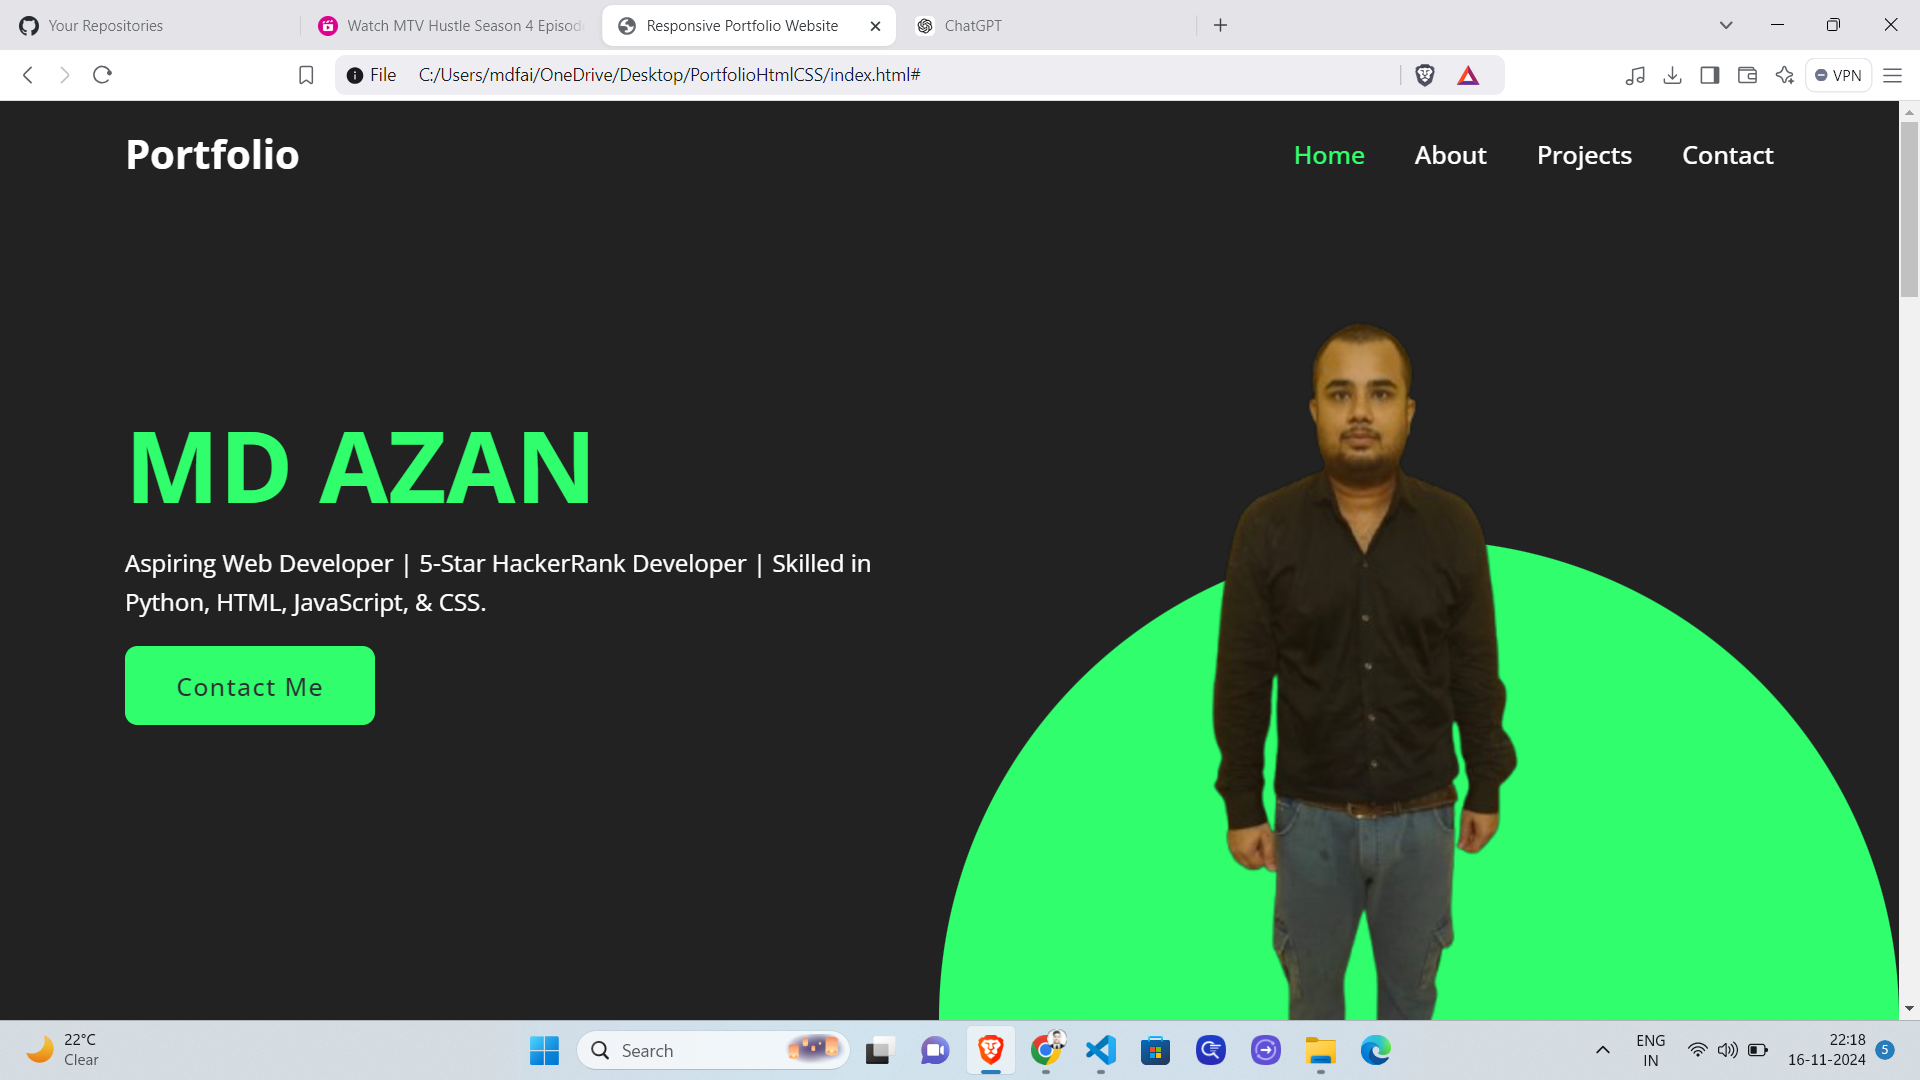 Your Repositories
Watch MTV Hustle Season 4 Episod
Responsive Portfolio Website
ChatGPT
File C:/Users/mdfai/OneDrive/Desktop/PortfolioHtmlCSS/index.html#
VPN
Portfolio
Home About Projects Contact
MD AZAN
Aspiring Web Developer | 5-Star HackerRank Developer | Skilled in
Python, HTML, JavaScript, & CSS.
Contact Me
22°C
Clear
Search
ENG
IN
22:18
16-11-2024
5